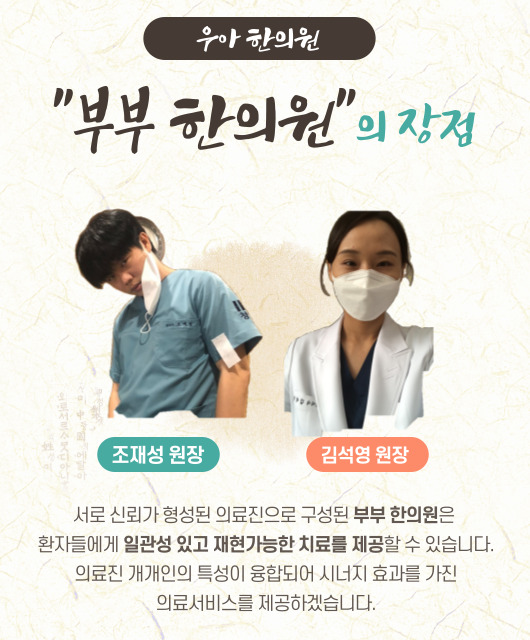 우아 한의원
"부부 한의원"의 장점
조재성 원장
김석영 원장
서로 신뢰가 형성된 의료진으로 구성된 부부 한의원은
환자들에게 일관성 있고 재현가능한 치료를 제공할 수 있습니다.
의료진 개개인의 특성이 융합되어 시너지 효과를 가진
의료서비스를 제공하겠습니다.